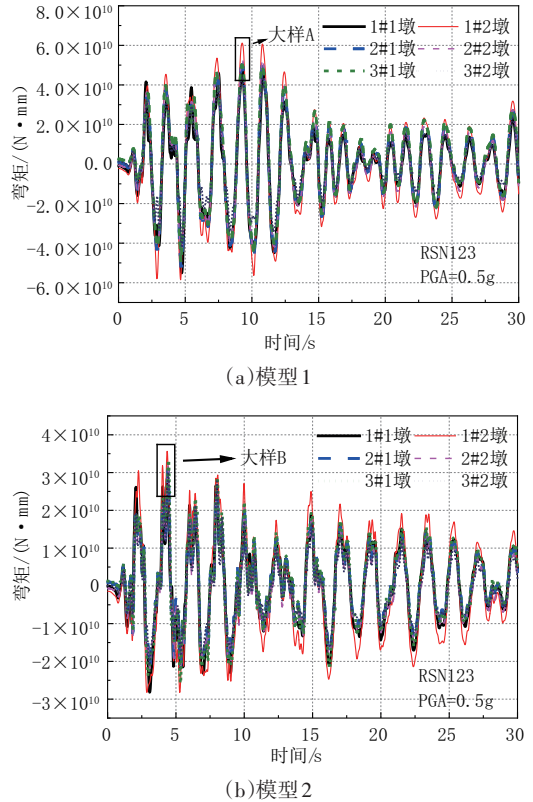 8.0×10¹⁰
6.0×10¹⁰
4.0×10¹⁰
2.0×10¹⁰
0.0
−2.0×10¹⁰
−4.0×10¹⁰
−6.0×10¹⁰
弯矩/(N·mm)
大样A
1#1墩 1#2墩
2#1墩 2#2墩
3#1墩 3#2墩
RSN123
PGA=0.5g
0 5 10 15 20 25 30
时间/s
(a)模型1
4×10¹⁰
3×10¹⁰
2×10¹⁰
1×10¹⁰
0
−1×10¹⁰
−2×10¹⁰
−3×10¹⁰
弯矩/(N·mm)
大样B
1#1墩 1#2墩
2#1墩 2#2墩
3#1墩 3#2墩
RSN123
PGA=0.5g
0 5 10 15 20 25 30
时间/s
(b)模型2